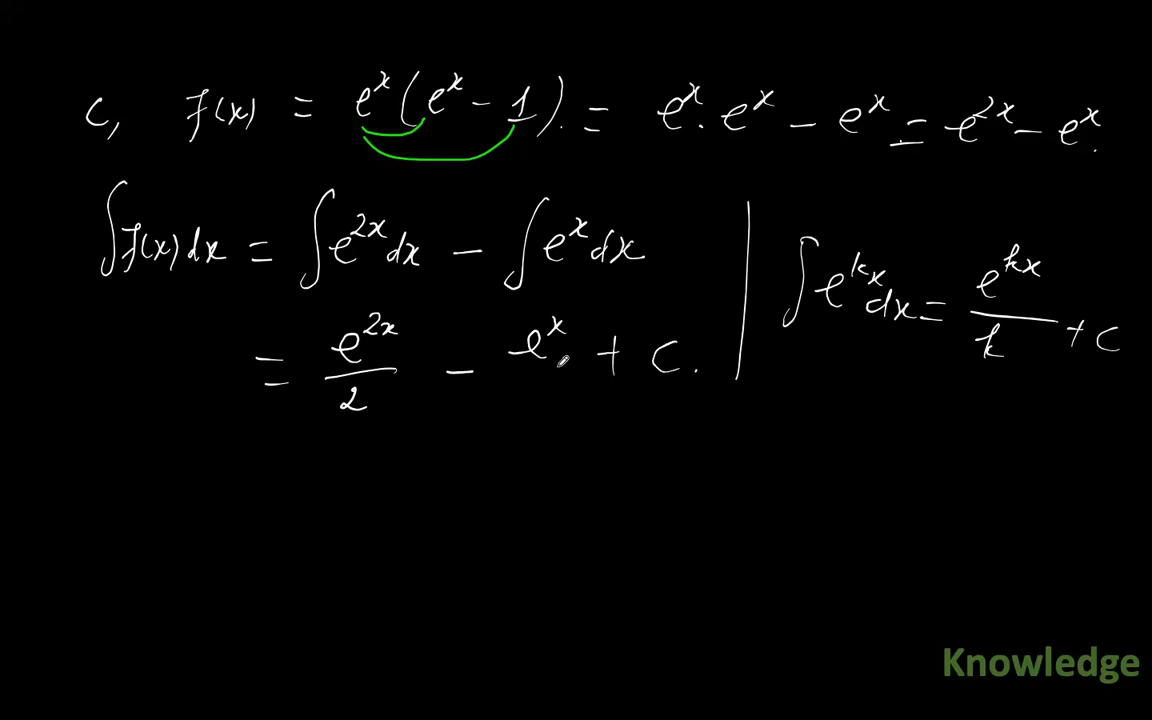 c, f(x) = e^x(e^x - 1). = e^x. e^x - e^x = e^{2x} - e^x.
∫f(x)dx = ∫e^{2x}dx - ∫e^x dx
∫e^{kx}dx = e^{kx}/k + C
= e^{2x}/2 - e^x + C.
Knowledge